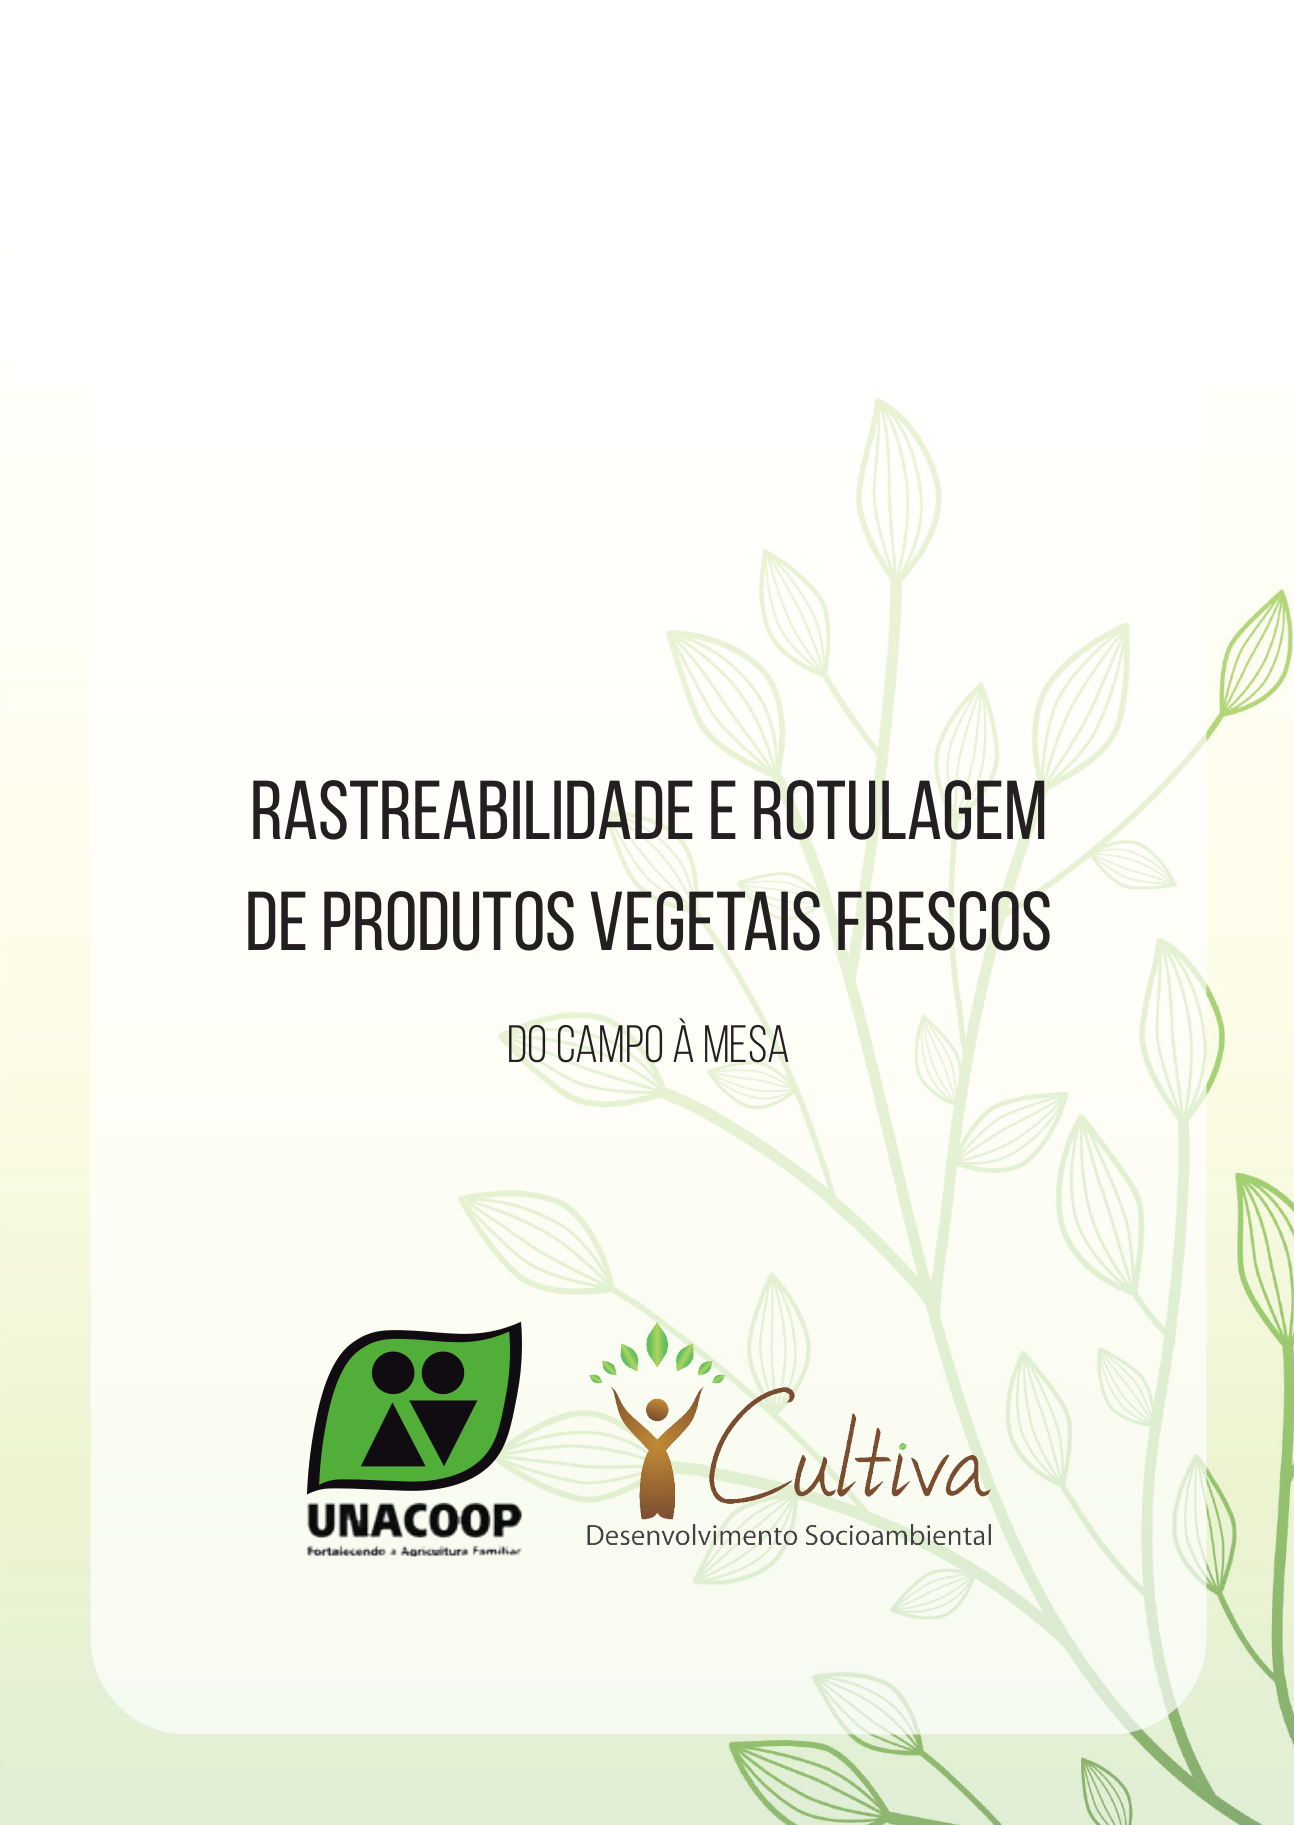 RASTREABILIDADE E ROTULAGEM
DE PRODUTOS VEGETAIS FRESCOS
DO CAMPO À MESA
UNACOOP
Fortalecendo a Agricultura Familiar
Cultiva
Desenvolvimento Socioambiental